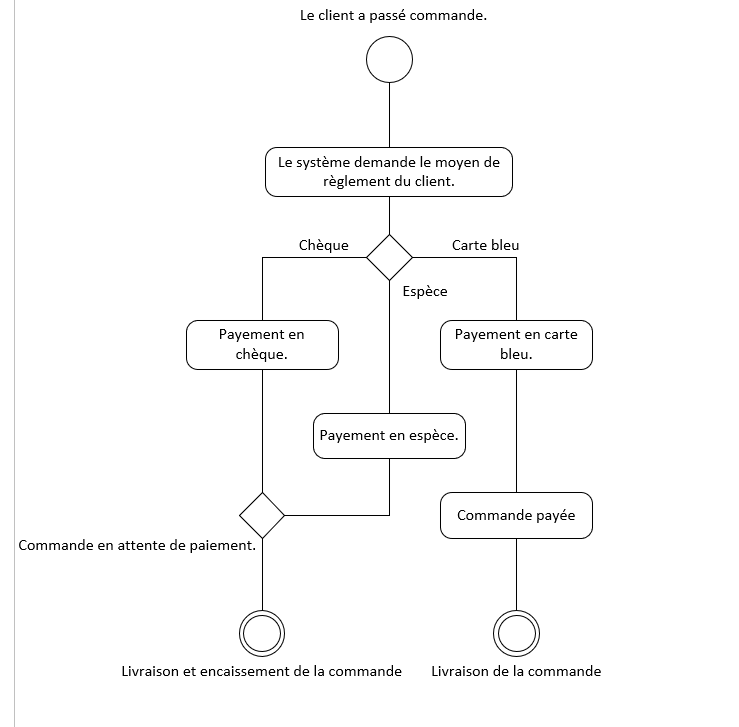 Le client a passé commande.
Le système demande le moyen de
règlement du client.
Chèque
Carte bleu
Espèce
Payement en
chèque.
Payement en carte
bleu.
Payement en espèce.
Commande payée
Commande en attente de paiement.
Livraison et encaissement de la commande
Livraison de la commande